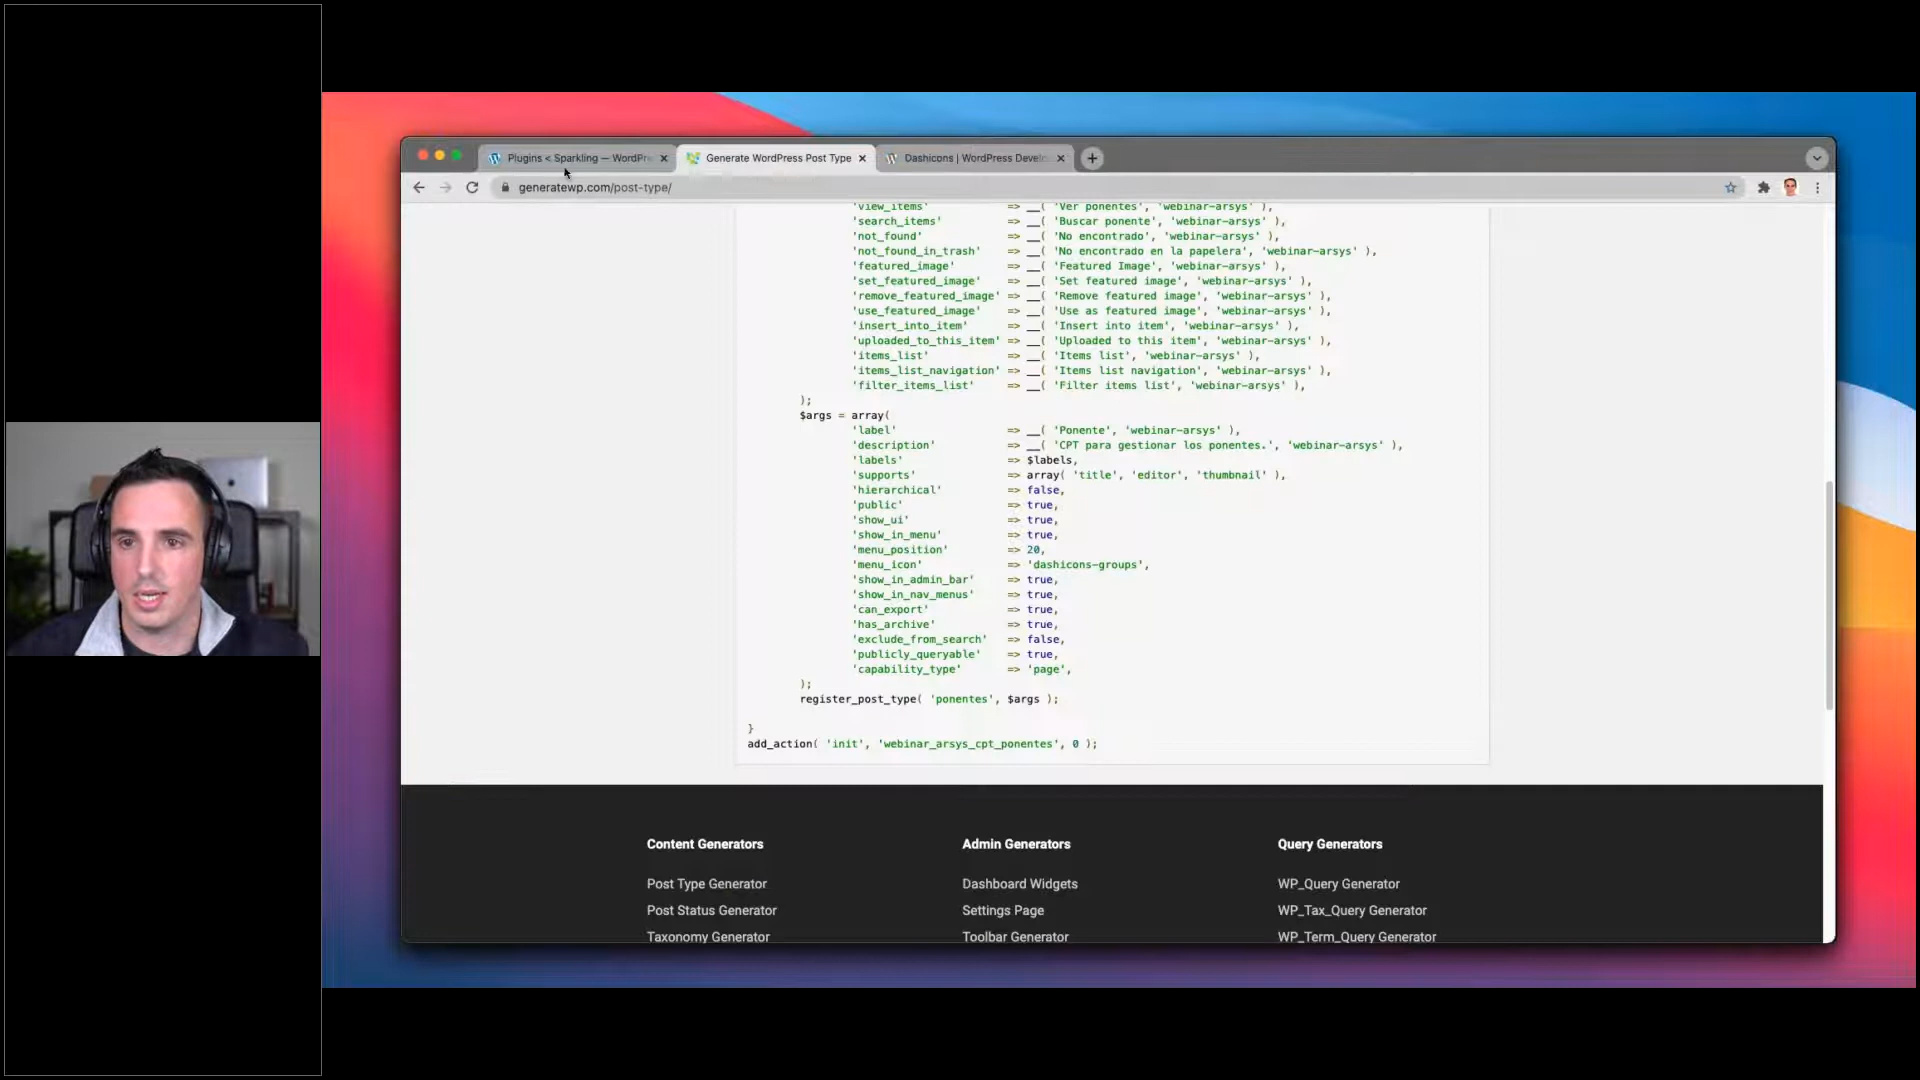 Plugins < Sparkling — WordPr
Generate WordPress Post Type
Dashicons | WordPress Devel
generatewp.com/post-type/
'view_items' => __( 'Ver ponentes', 'webinar-arsys' ),
'search_items' => __( 'Buscar ponente', 'webinar-arsys' ),
'not_found' => __( 'No encontrado', 'webinar-arsys' ),
'not_found_in_trash' => __( 'No encontrado en la papelera', 'webinar-arsys' ),
'featured_image' => __( 'Featured Image', 'webinar-arsys' ),
'set_featured_image' => __( 'Set featured image', 'webinar-arsys' ),
'remove_featured_image' => __( 'Remove featured image', 'webinar-arsys' ),
'use_featured_image' => __( 'Use as featured image', 'webinar-arsys' ),
'insert_into_item' => __( 'Insert into item', 'webinar-arsys' ),
'uploaded_to_this_item' => __( 'Uploaded to this item', 'webinar-arsys' ),
'items_list' => __( 'Items list', 'webinar-arsys' ),
'items_list_navigation' => __( 'Items list navigation', 'webinar-arsys' ),
'filter_items_list' => __( 'Filter items list', 'webinar-arsys' ),
);
$args = array(
'label' => __( 'Ponente', 'webinar-arsys' ),
'description' => __( 'CPT para gestionar los ponentes.', 'webinar-arsys' ),
'labels' => $labels,
'supports' => array( 'title', 'editor', 'thumbnail' ),
'hierarchical' => false,
'public' => true,
'show_ui' => true,
'show_in_menu' => true,
'menu_position' => 20,
'menu_icon' => 'dashicons-groups',
'show_in_admin_bar' => true,
'show_in_nav_menus' => true,
'can_export' => true,
'has_archive' => true,
'exclude_from_search' => false,
'publicly_queryable' => true,
'capability_type' => 'page',
);
register_post_type( 'ponentes', $args );
}
add_action( 'init', 'webinar_arsys_cpt_ponentes', 0 );
Content Generators
Post Type Generator
Post Status Generator
Taxonomy Generator
Admin Generators
Dashboard Widgets
Settings Page
Toolbar Generator
Query Generators
WP_Query Generator
WP_Tax_Query Generator
WP_Term_Query Generator